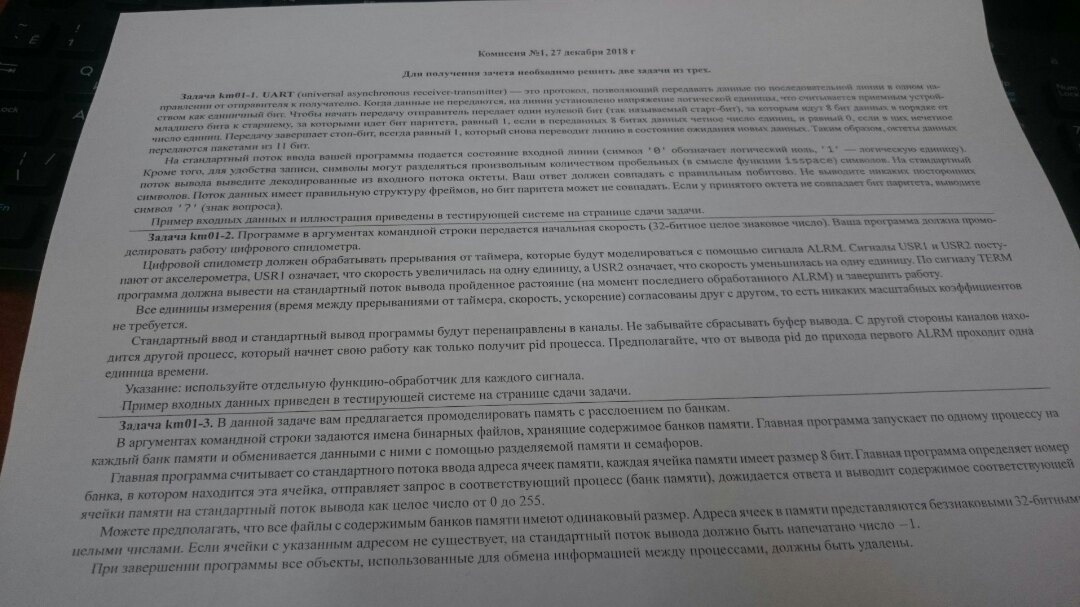 Комиссия №1, 27 декабря 2018 г
Для получения зачета необходимо решить две задачи из трех.
Задача km01-1. UART (universal asynchronous receiver-transmitter) — это протокол, позволяющий передавать данные по последовательной линии в одном на-
правлении от отправителя к получателю. Когда данные не передаются, на линии установлено напряжение логической единицы, что считывается приемным устрой-
ством как единичный бит. Чтобы начать передачу отправитель передает один нулевой бит (так называемый старт-бит), за которым идут 8 бит данных, в порядке от
младшего бита к старшему, за которыми идет бит паритета, равный 1, если в переданных 8 битах данных четное число единиц, и равный 0, если в них нечетное
число единиц. Передачу завершает стоп-бит, всегда равный 1, который снова переводит линию в состояние ожидания новых данных. Таким образом, октеты данных
передаются пакетами из 11 бит.
На стандартный поток ввода вашей программы подается состояние входной линии (символ '0' обозначает логический ноль, '1' — логическую единицу).
Кроме того, для удобства записи, символы могут разделяться произвольным количеством пробельных (в смысле функции isspace) символов. На стандартный
поток вывода выведите декодированные из входного потока октеты. Ваш ответ должен совпадать с правильным побитово. Не выводите никаких посторонних
символов. Поток данных имеет правильную структуру фреймов, но бит паритета может не совпадать. Если у принятого октета не совпадает бит паритета, выводите
символ '?' (знак вопроса).
Пример входных данных и иллюстрация приведены в тестирующей системе на странице сдачи задачи.
Задача km01-2. Программе в аргументах командной строки передается начальная скорость (32-битное целое знаковое число). Ваша программа должна промо-
делировать работу цифрового спидометра.
Цифровой спидометр должен обрабатывать прерывания от таймера, которые будут моделироваться с помощью сигнала ALRM. Сигналы USR1 и USR2 посту-
пают от акселерометра, USR1 означает, что скорость увеличилась на одну единицу, а USR2 означает, что скорость уменьшилась на одну единицу. По сигналу TERM
программа должна вывести на стандартный поток вывода пройденное растояние (на момент последнего обработанного ALRM) и завершить работу.
Все единицы измерения (время между прерываниями от таймера, скорость, ускорение) согласованы друг с другом, то есть никаких масштабных коэффициентов
не требуется.
Стандартный ввод и стандартный вывод программы будут перенаправлены в каналы. Не забывайте сбрасывать буфер вывода. С другой стороны каналов нахо-
дится другой процесс, который начнет свою работу как только получит pid процесса. Предполагайте, что от вывода pid до прихода первого ALRM проходит одна
единица времени.
Указание: используйте отдельную функцию-обработчик для каждого сигнала.
Пример входных данных приведен в тестирующей системе на странице сдачи задачи.
Задача km01-3. В данной задаче вам предлагается промоделировать память с расслоением по банкам.
В аргументах командной строки задаются имена бинарных файлов, хранящие содержимое банков памяти. Главная программа запускает по одному процессу на
каждый банк памяти и обменивается данными с ними с помощью разделяемой памяти и семафоров.
Главная программа считывает со стандартного потока ввода адреса ячеек памяти, каждая ячейка памяти имеет размер 8 бит. Главная программа определяет номер
банка, в котором находится эта ячейка, отправляет запрос в соответствующий процесс (банк памяти), дожидается ответа и выводит содержимое соответствующей
ячейки памяти на стандартный поток вывода как целое число от 0 до 255.
Можете предполагать, что все файлы с содержимым банков памяти имеют одинаковый размер. Адреса ячеек в памяти представляются беззнаковыми 32-битными
целыми числами. Если ячейки с указанным адресом не существует, на стандартный поток вывода должно быть напечатано число −1.
При завершении программы все объекты, использованные для обмена информацией между процессами, должны быть удалены.